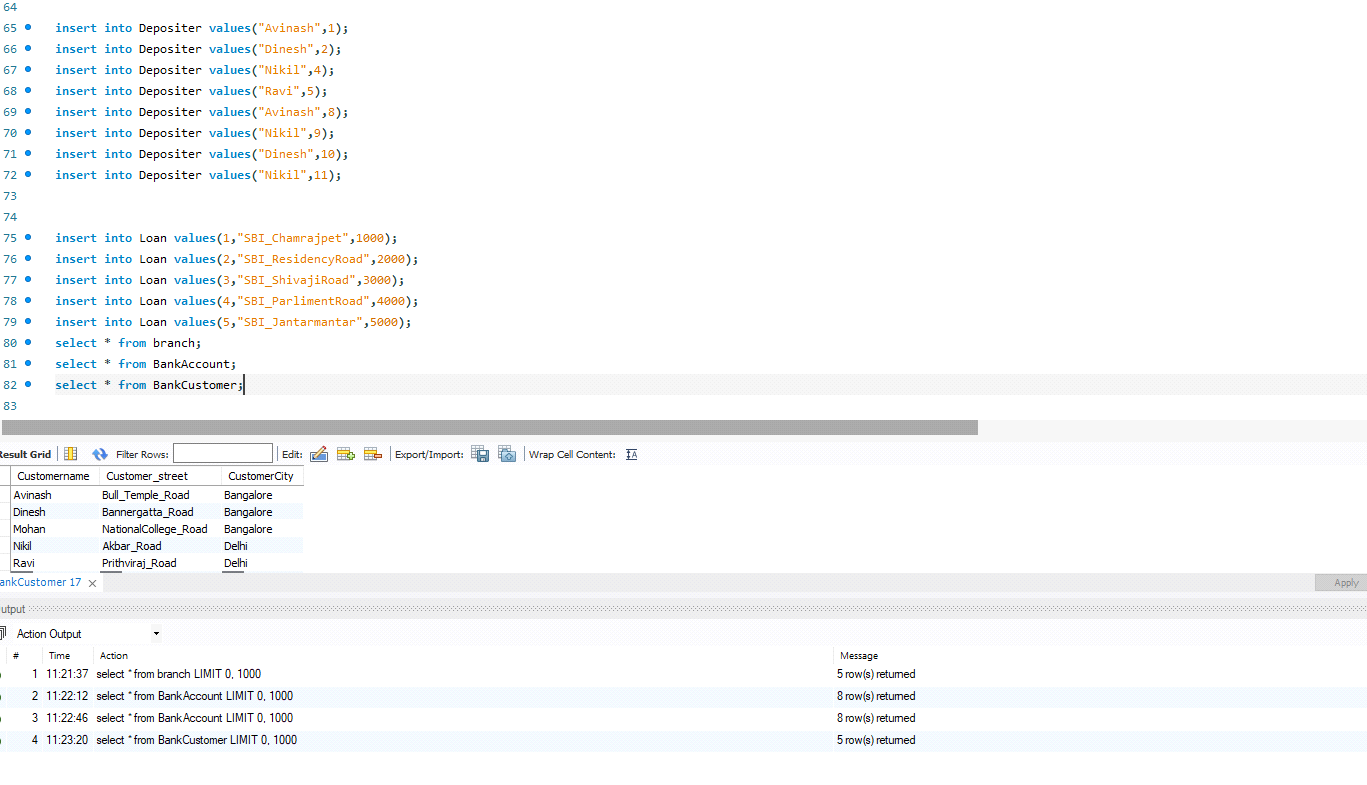 64
65 insert into Depositer values("Avinash",1);
66 insert into Depositer values("Dinesh",2);
67 insert into Depositer values("Nikil",4);
68 insert into Depositer values("Ravi",5);
69 insert into Depositer values("Avinash",8);
70 insert into Depositer values("Nikil",9);
71 insert into Depositer values("Dinesh",10);
72 insert into Depositer values("Nikil",11);
73
74
75 insert into Loan values(1,"SBI_Chamrajpet",1000);
76 insert into Loan values(2,"SBI_ResidencyRoad",2000);
77 insert into Loan values(3,"SBI_ShivajiRoad",3000);
78 insert into Loan values(4,"SBI_ParlimentRoad",4000);
79 insert into Loan values(5,"SBI_Jantarmantar",5000);
80 select * from branch;
81 select * from BankAccount;
82 select * from BankCustomer;
83
Result Grid Filter Rows: Edit: Export/Import: Wrap Cell Content: IA
Customername Customer_street CustomerCity
Avinash Bull_Temple_Road Bangalore
Dinesh Bannergatta_Road Bangalore
Mohan NationalCollege_Road Bangalore
Nikil Akbar_Road Delhi
Ravi Prithviraj_Road Delhi
ankCustomer 17 Apply
utput
Action Output
# Time Action Message
1 11:21:37 select * from branch LIMIT 0, 1000 5 row(s) returned
2 11:22:12 select * from BankAccount LIMIT 0, 1000 8 row(s) returned
3 11:22:46 select * from BankAccount LIMIT 0, 1000 8 row(s) returned
4 11:23:20 select * from BankCustomer LIMIT 0, 1000 5 row(s) returned